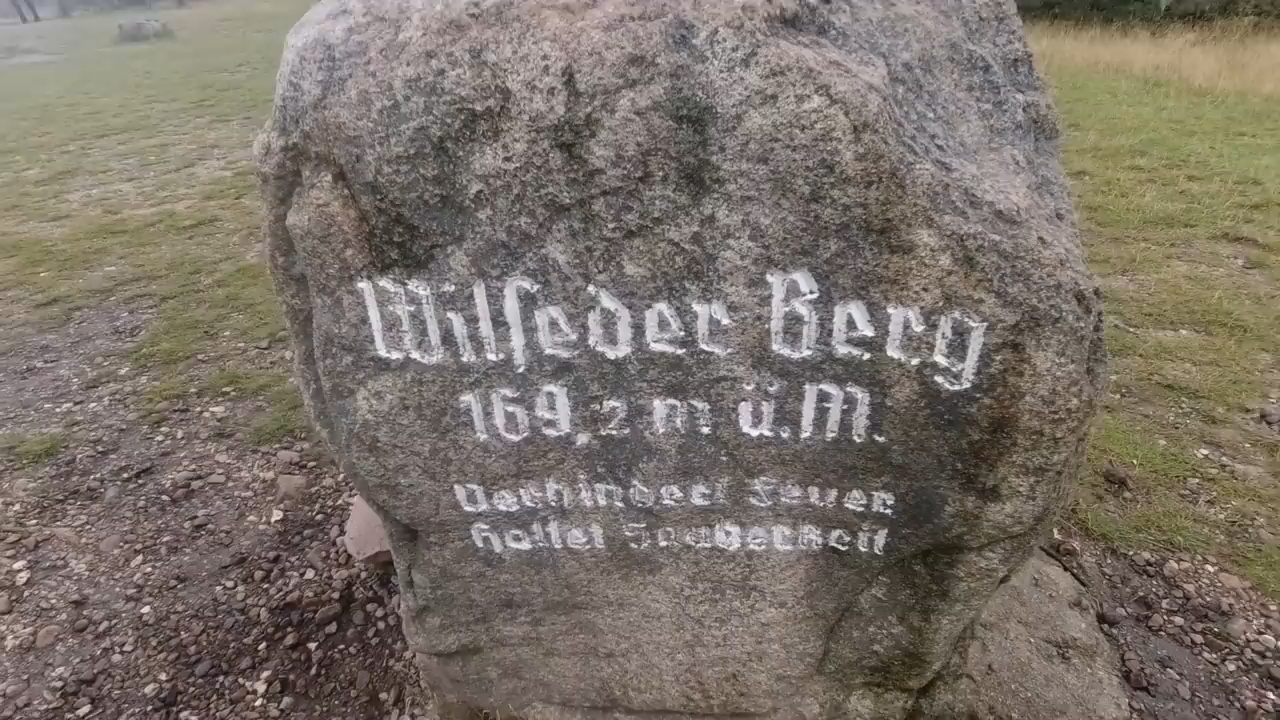 Wilſeder Berg
169,2 m ü.M.
Verhindert Feuer
haltet Sauberkeit